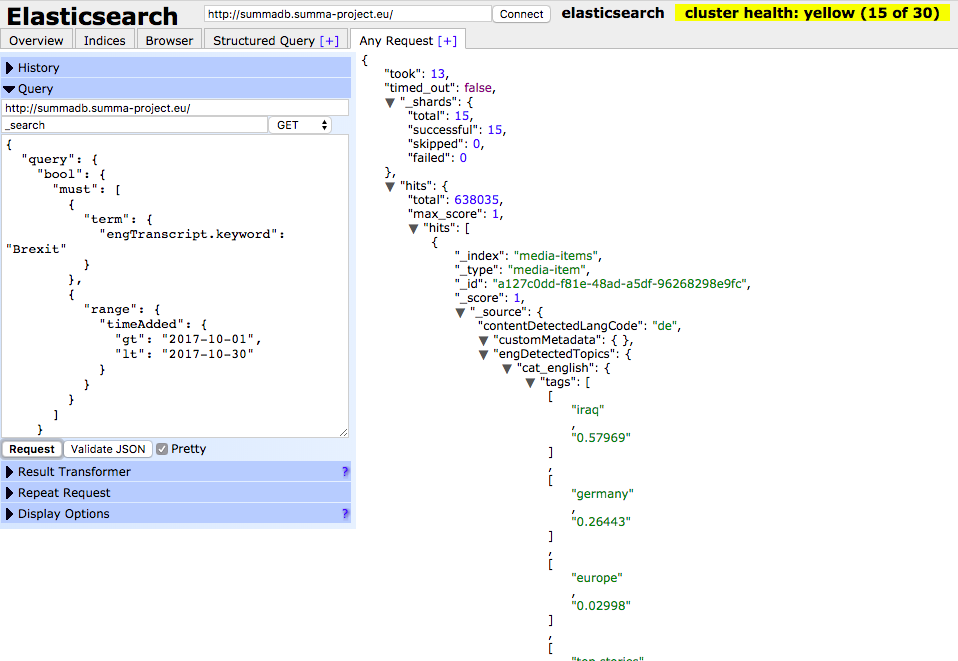 Elasticsearch http://summadb.summa-project.eu/ Connect elasticsearch cluster health: yellow (15 of 30)
Overview Indices Browser Structured Query [+] Any Request [+]
History
Query
http://summadb.summa-project.eu/
_search GET
{
"query": {
"bool": {
"must": [
{
"term": {
"engTranscript.keyword":
"Brexit"
}
},
{
"range": {
"timeAdded": {
"gt": "2017-10-01",
"lt": "2017-10-30"
}
}
}
]
}
Request Validate JSON Pretty
Result Transformer ?
Repeat Request
Display Options ?
{
"took": 13,
"timed_out": false,
"_shards": {
"total": 15,
"successful": 15,
"skipped": 0,
"failed": 0
},
"hits": {
"total": 638035,
"max_score": 1,
"hits": [
{
"_index": "media-items",
"_type": "media-item",
"_id": "a127c0dd-f81e-48ad-a5df-96268298e9fc",
"_score": 1,
"_source": {
"contentDetectedLangCode": "de",
"customMetadata": { },
"engDetectedTopics": {
"cat_english": {
"tags": [
[
"iraq"
,
"0.57969"
]
,
[
"germany"
,
"0.26443"
]
,
[
"europe"
,
"0.02998"
]
,
[
"top stories"